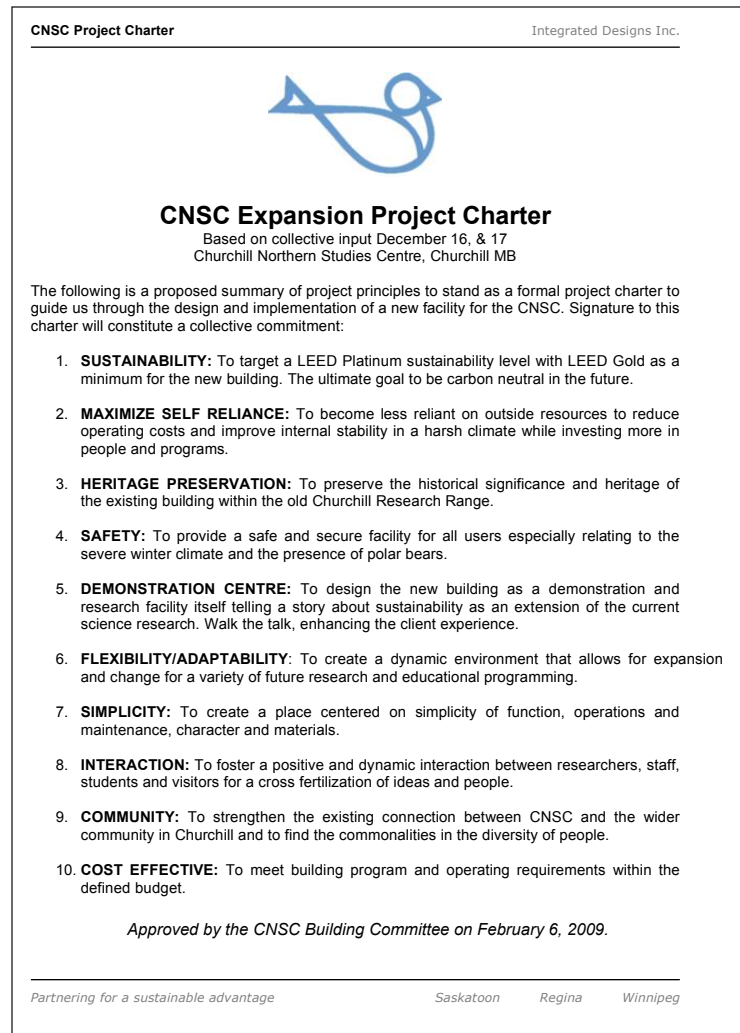 CNSC Project Charter Integrated Designs Inc.
CNSC Expansion Project Charter
Based on collective input December 16, & 17
Churchill Northern Studies Centre, Churchill MB
The following is a proposed summary of project principles to stand as a formal project charter to
guide us through the design and implementation of a new facility for the CNSC. Signature to this
charter will constitute a collective commitment:
1. SUSTAINABILITY: To target a LEED Platinum sustainability level with LEED Gold as a
minimum for the new building. The ultimate goal to be carbon neutral in the future.
2. MAXIMIZE SELF RELIANCE: To become less reliant on outside resources to reduce
operating costs and improve internal stability in a harsh climate while investing more in
people and programs.
3. HERITAGE PRESERVATION: To preserve the historical significance and heritage of
the existing building within the old Churchill Research Range.
4. SAFETY: To provide a safe and secure facility for all users especially relating to the
severe winter climate and the presence of polar bears.
5. DEMONSTRATION CENTRE: To design the new building as a demonstration and
research facility itself telling a story about sustainability as an extension of the current
science research. Walk the talk, enhancing the client experience.
6. FLEXIBILITY/ADAPTABILITY: To create a dynamic environment that allows for expansion
and change for a variety of future research and educational programming.
7. SIMPLICITY: To create a place centered on simplicity of function, operations and
maintenance, character and materials.
8. INTERACTION: To foster a positive and dynamic interaction between researchers, staff,
students and visitors for a cross fertilization of ideas and people.
9. COMMUNITY: To strengthen the existing connection between CNSC and the wider
community in Churchill and to find the commonalities in the diversity of people.
10. COST EFFECTIVE: To meet building program and operating requirements within the
defined budget.
Approved by the CNSC Building Committee on February 6, 2009.
Partnering for a sustainable advantage Saskatoon Regina Winnipeg